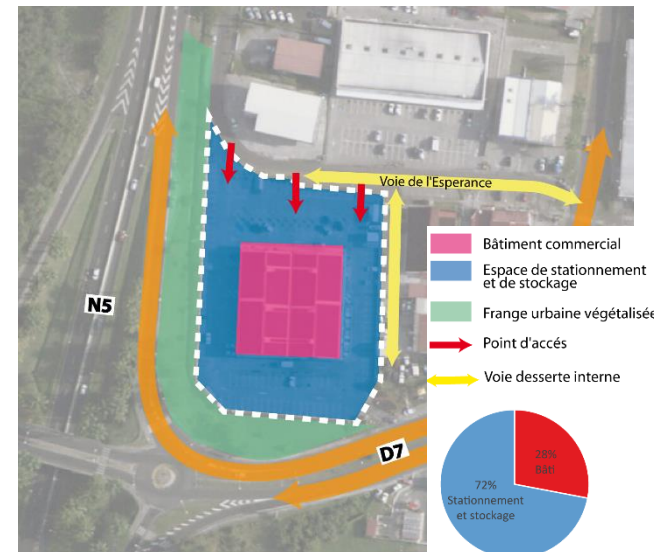 Voie de l'Esperance
N5
D7
Bâtiment commercial
Espace de stationnement
et de stockage
Frange urbaine végétalisée
Point d'accés
Voie desserte interne
28%
Bâti
72%
Stationnement
et stockage